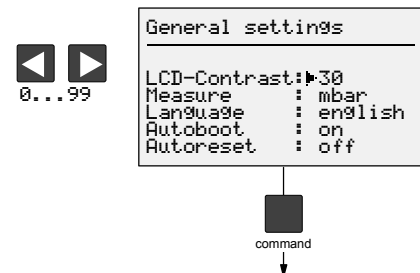 General settings
0...99
LCD-Contrast: 30
Measure : mbar
Language : english
Autoboot : on
Autoreset : off
command